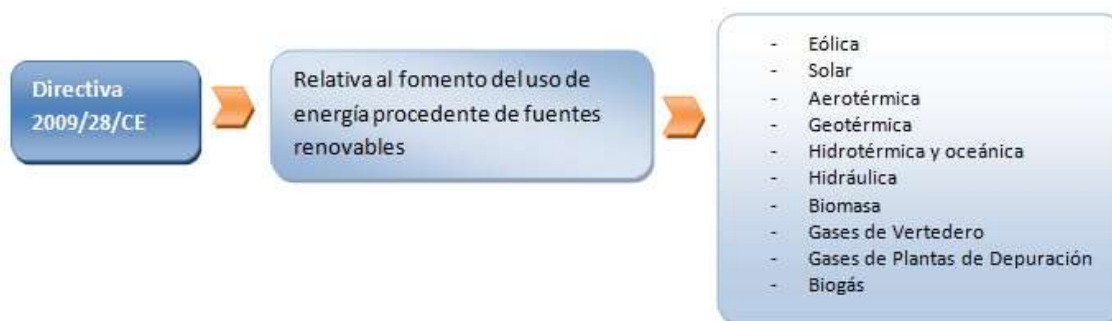 Directiva
2009/28/CE
Relativa al fomento del uso de
energía procedente de fuentes
renovables
- Eólica
- Solar
- Aerotérmica
- Geotérmica
- Hidrotérmica y oceánica
- Hidráulica
- Biomasa
- Gases de Vertedero
- Gases de Plantas de Depuración
- Biogás